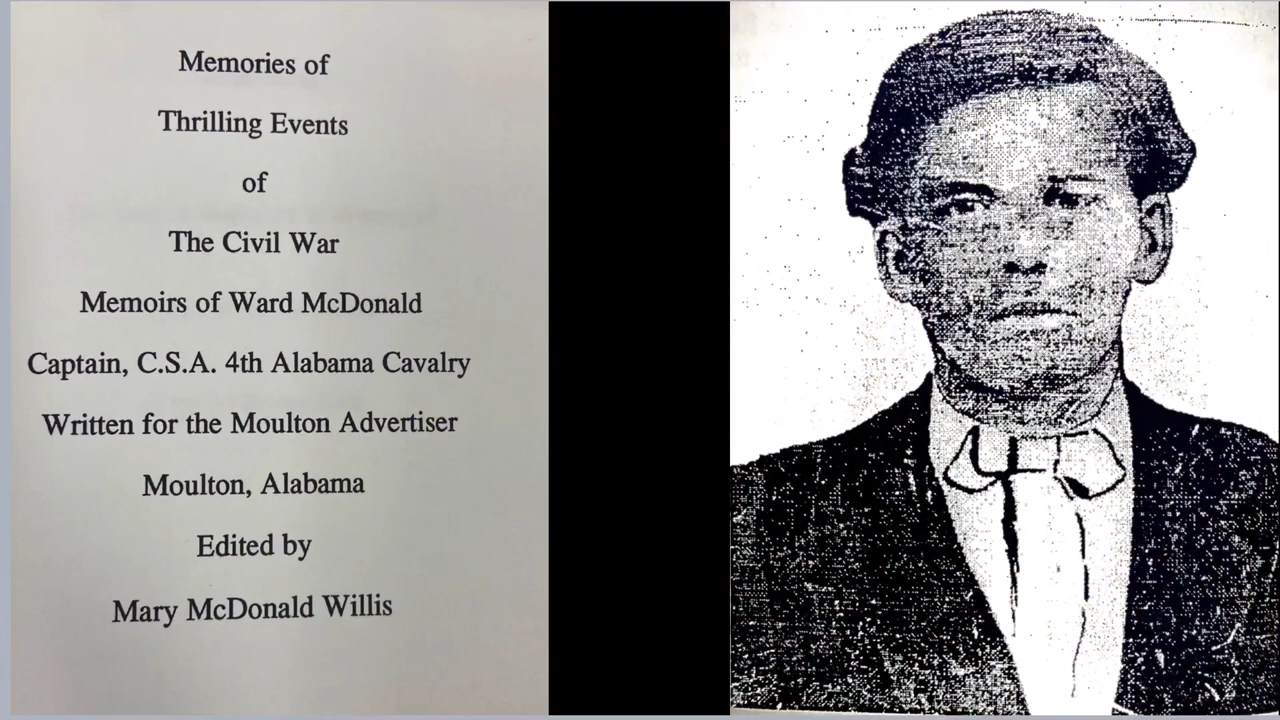 Memories of
Thrilling Events
of
The Civil War
Memoirs of Ward McDonald
Captain, C.S.A. 4th Alabama Cavalry
Written for the Moulton Advertiser
Moulton, Alabama
Edited by
Mary McDonald Willis